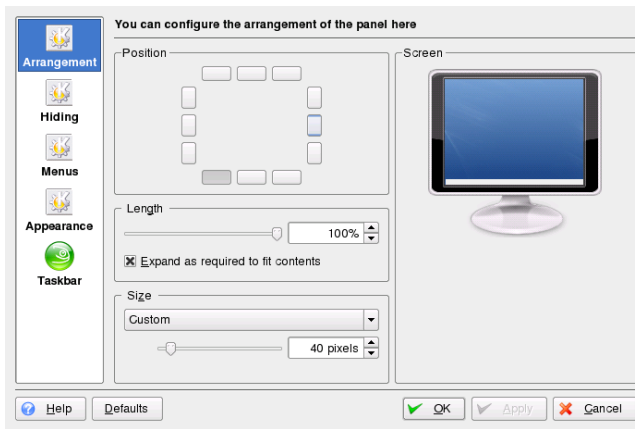 You can configure the arrangement of the panel here
Arrangement
Hiding
Menus
Appearance
Taskbar
Position
Screen
Length
100%
Expand as required to fit contents
Size
Custom
40 pixels
Help
Defaults
OK
Apply
Cancel